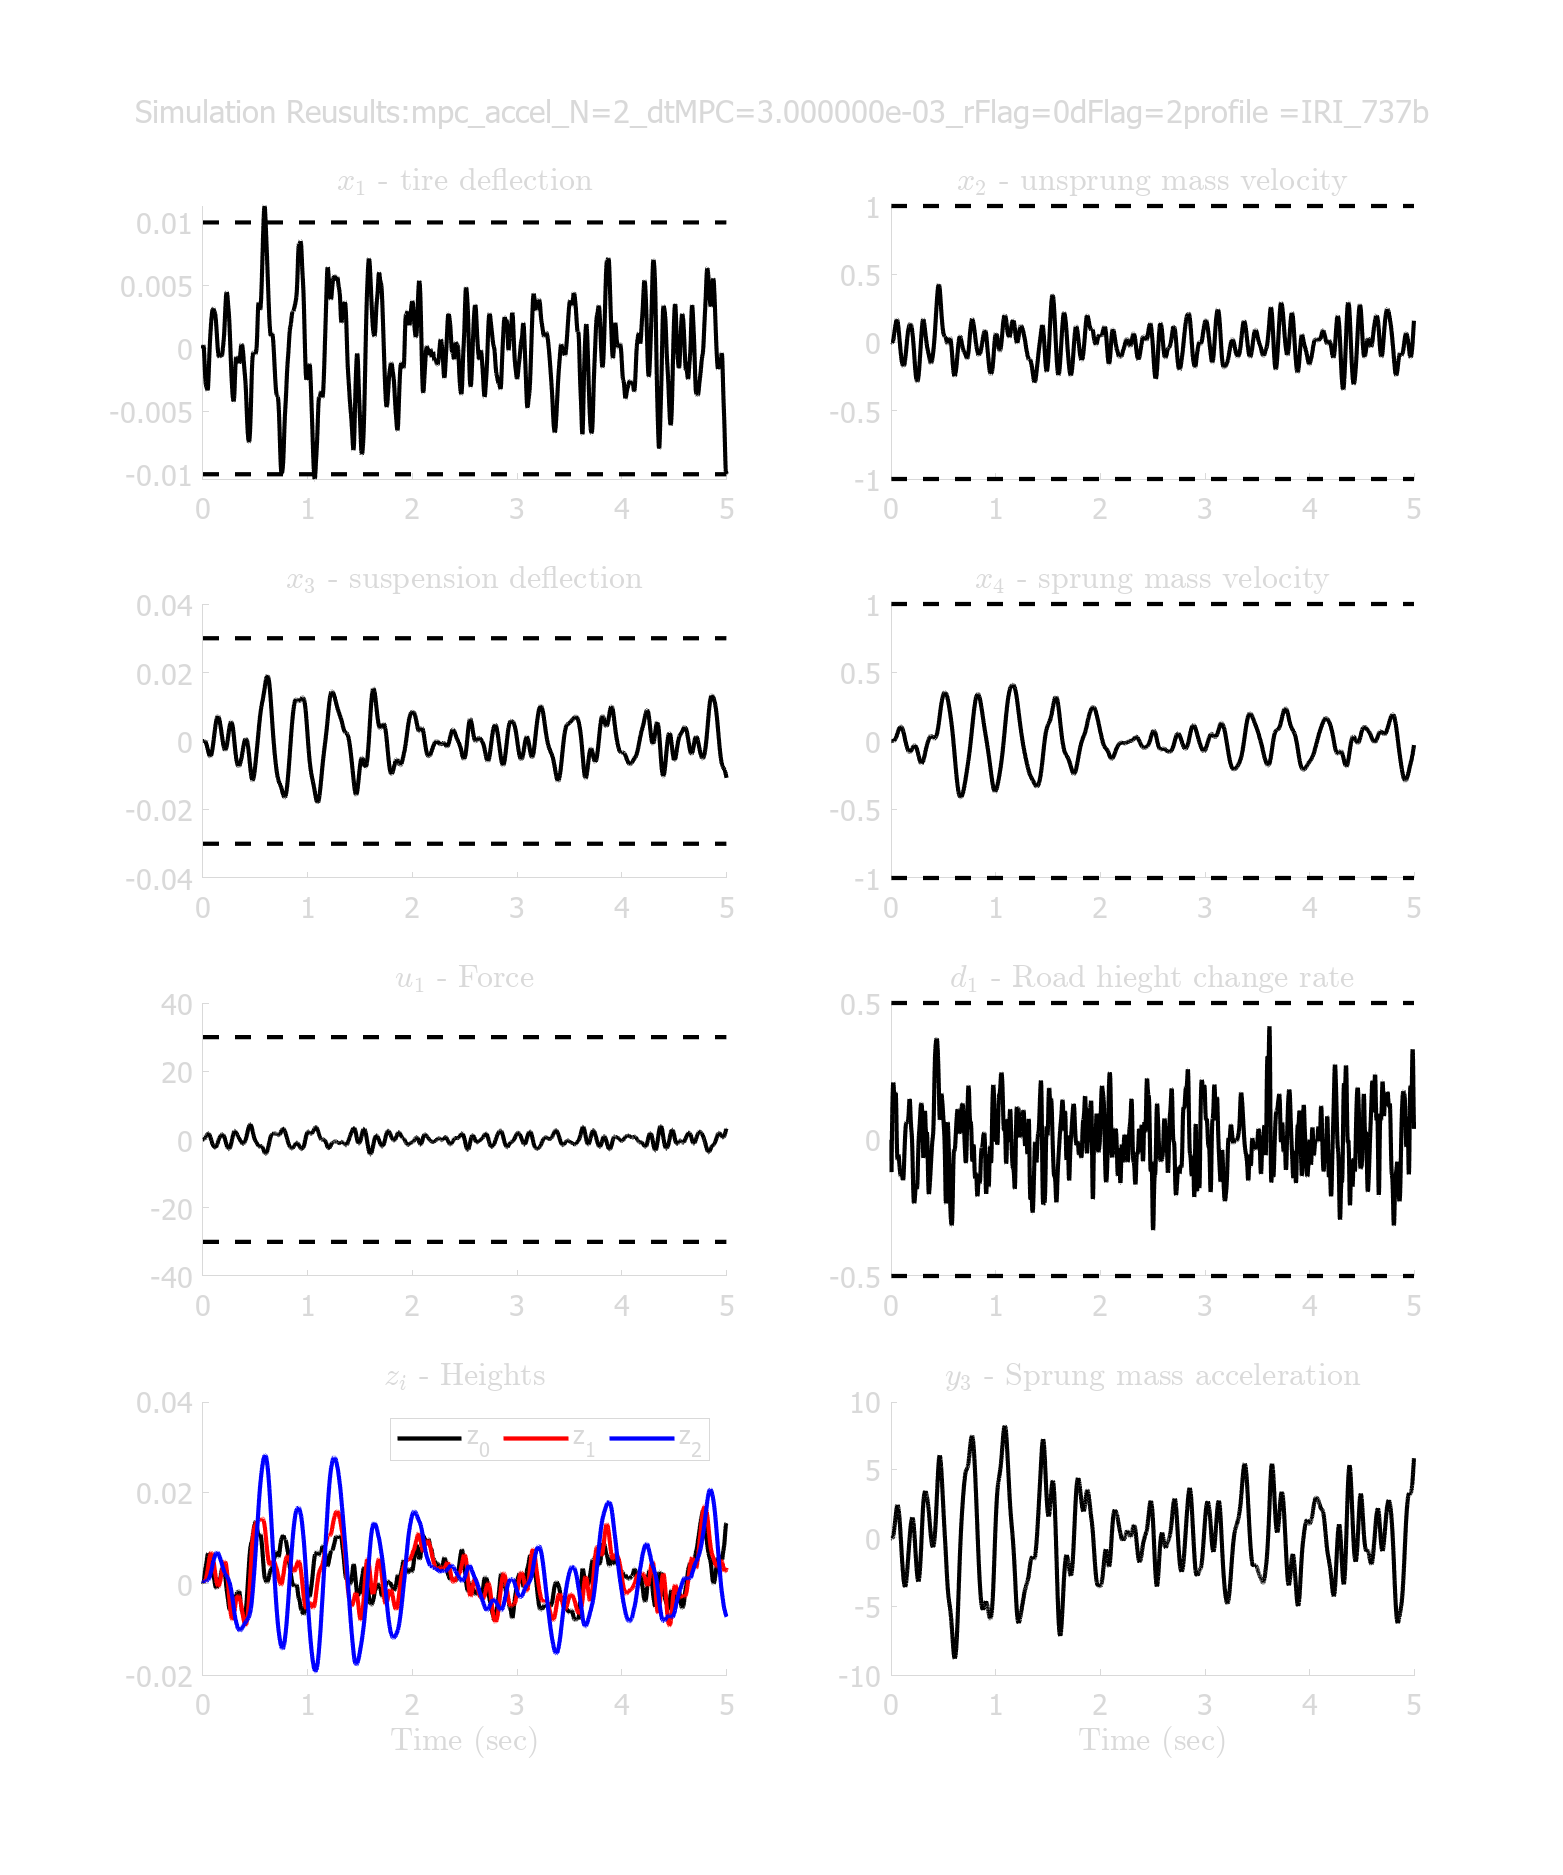 Simulation Reusults:mpc_accel_N=2_dtMPC=3.000000e-03_rFlag=0dFlag=2profile =IRI_737b
x1 - tire deflection
0.01
0.005
0
-0.005
-0.01
0 1 2 3 4 5
x2 - unsprung mass velocity
1
0.5
0
-0.5
-1
0 1 2 3 4 5
x3 - suspension deflection
0.04
0.02
0
-0.02
-0.04
0 1 2 3 4 5
x4 - sprung mass velocity
1
0.5
0
-0.5
-1
0 1 2 3 4 5
u1 - Force
40
20
0
-20
-40
0 1 2 3 4 5
d1 - Road hieght change rate
0.5
0
-0.5
0 1 2 3 4 5
zi - Heights
0.04
0.02
0
-0.02
z0 z1 z2
0 1 2 3 4 5
Time (sec)
y3 - Sprung mass acceleration
10
5
0
-5
-10
0 1 2 3 4 5
Time (sec)